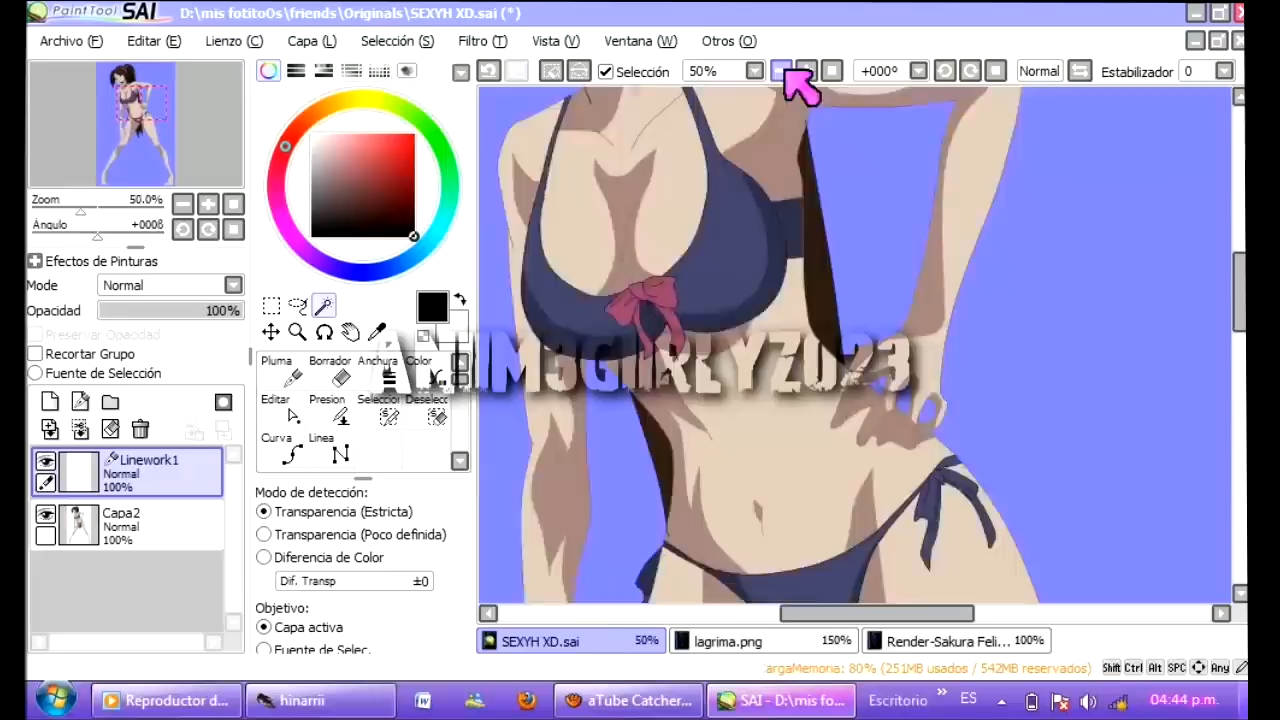 PaintTool SAI D:\mis fotitoOs\friends\Originals\SEXYH XD.sai (*)
Archivo (F) Editar (E) Lienzo (C) Capa (L) Selección (S) Filtro (T) Vista (V) Ventana (W) Otros (O)
Selección 50% +000º Normal Estabilizador 0
Zoom 50.0%
Ángulo +000ß
Efectos de Pinturas
Mode Normal
Opacidad 100%
Preservar Opacidad
Recortar Grupo
Fuente de Selección
Linework1
Normal
100%
Capa2
Normal
100%
Pluma Borrador Anchura Color
Editar Presion Seleccion Deselecc
Curva Linea
Modo de detección:
Transparencia (Estricta)
Transparencia (Poco definida)
Diferencia de Color
Dif. Transp ±0
Objetivo:
Capa activa
Fuente de Selec.
SEXYH XD.sai 50% lagrima.png 150% Render-Sakura Feli... 100%
argaMemoria: 80% (251MB usados / 542MB reservados) Shift Ctrl Alt SPC Any
Reproductor d... hinarrii aTube Catcher... SAI - D:\mis fo... Escritorio » ES 04:44 p.m.